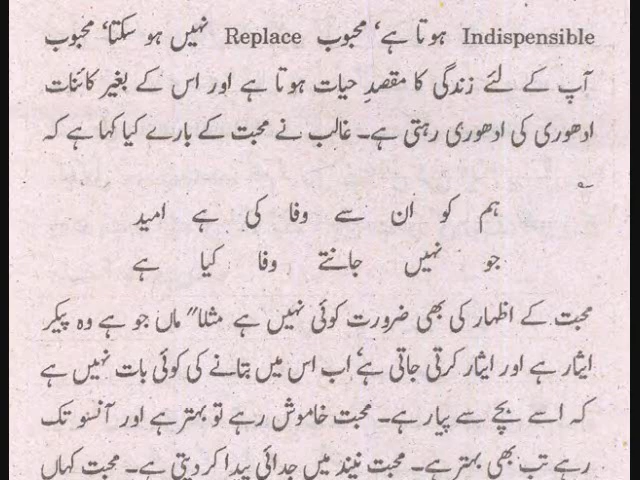 Indispensible ہوتا ہے‘ محبوب Replace نہیں ہو سکتا‘ محبوب
آپ کے لئے زندگی کا مقصدِ حیات ہوتا ہے اور اس کے بغیر کائنات
ادھوری کی ادھوری رہتی ہے۔ غالب نے محبت کے بارے کیا کہا ہے کہ
؎
ہم کو ان سے وفا کی ہے امید
جو نہیں جانتے وفا کیا ہے
محبت کے اظہار کی بھی ضرورت کوئی نہیں ہے مثلاً ماں جو ہے وہ پیکر
ایثار ہے اور ایثار کرتی جاتی ہے‘ اب اس میں بتانے کی کوئی بات نہیں ہے
کہ اسے بچے سے پیار ہے۔ محبت خاموش رہے تو بہتر ہے اور آنسو تک
رہے تب بھی بہتر ہے۔ محبت نیند میں جدائی پیدا کر دیتی ہے۔ محبت کہاں